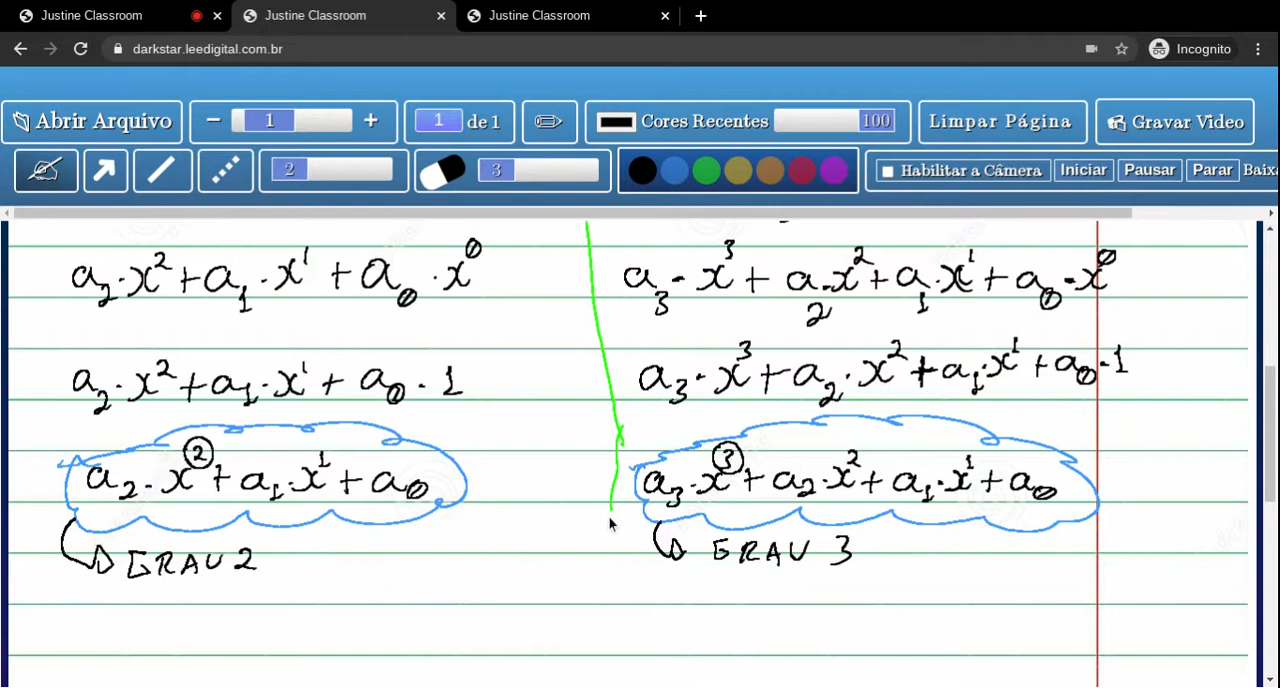 Justine Classroom Justine Classroom Justine Classroom
darkstar.leedigital.com.br Incognito
Abrir Arquivo − 1 + 1 de 1 Cores Recentes 100 Limpar Página Gravar Video
2 3 Habilitar a Câmera Iniciar Pausar Parar Baixa
a₂·x²+a₁·x¹+a₀·x⁰
a₂·x²+a₁·x¹+a₀·1
a₂·x²+a₁·x¹+a₀
GRAU 2
a₃·x³+a₂·x²+a₁·x¹+a₀·x⁰
a₃·x³+a₂·x²+a₁·x¹+a₀·1
a₃·x³+a₂·x²+a₁·x¹+a₀
GRAU 3